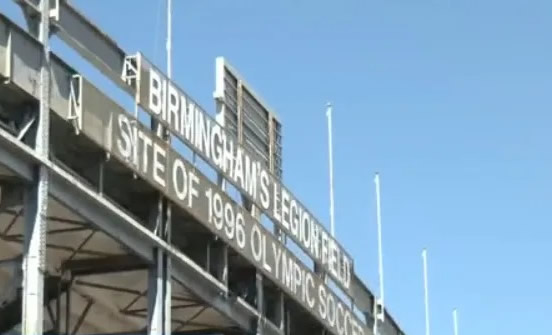 BIRMINGHAM'S LEGION FIELD
SITE OF 1996 OLYMPIC SOCCER